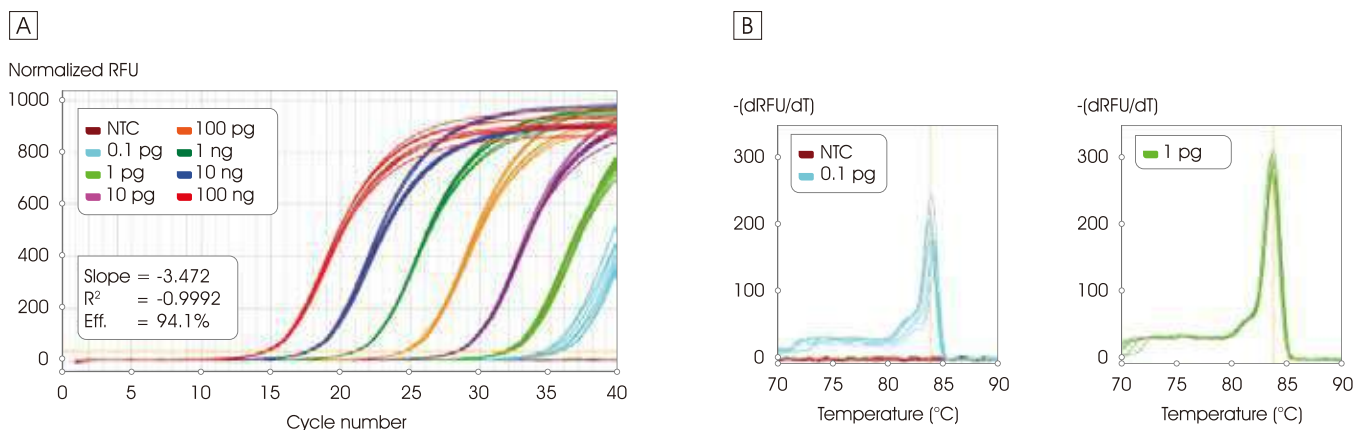 A
Normalized RFU
1000
800
600
400
200
0
NTC
0.1 pg
1 pg
10 pg
100 pg
1 ng
10 ng
100 ng
Slope = -3.472
R² = -0.9992
Eff. = 94.1%
0 5 10 15 20 25 30 35 40
Cycle number
B
-(dRFU/dT)
300
200
100
0
NTC
0.1 pg
70 75 80 85 90
Temperature (°C)
-(dRFU/dT)
300
200
100
0
1 pg
70 75 80 85 90
Temperature (°C)